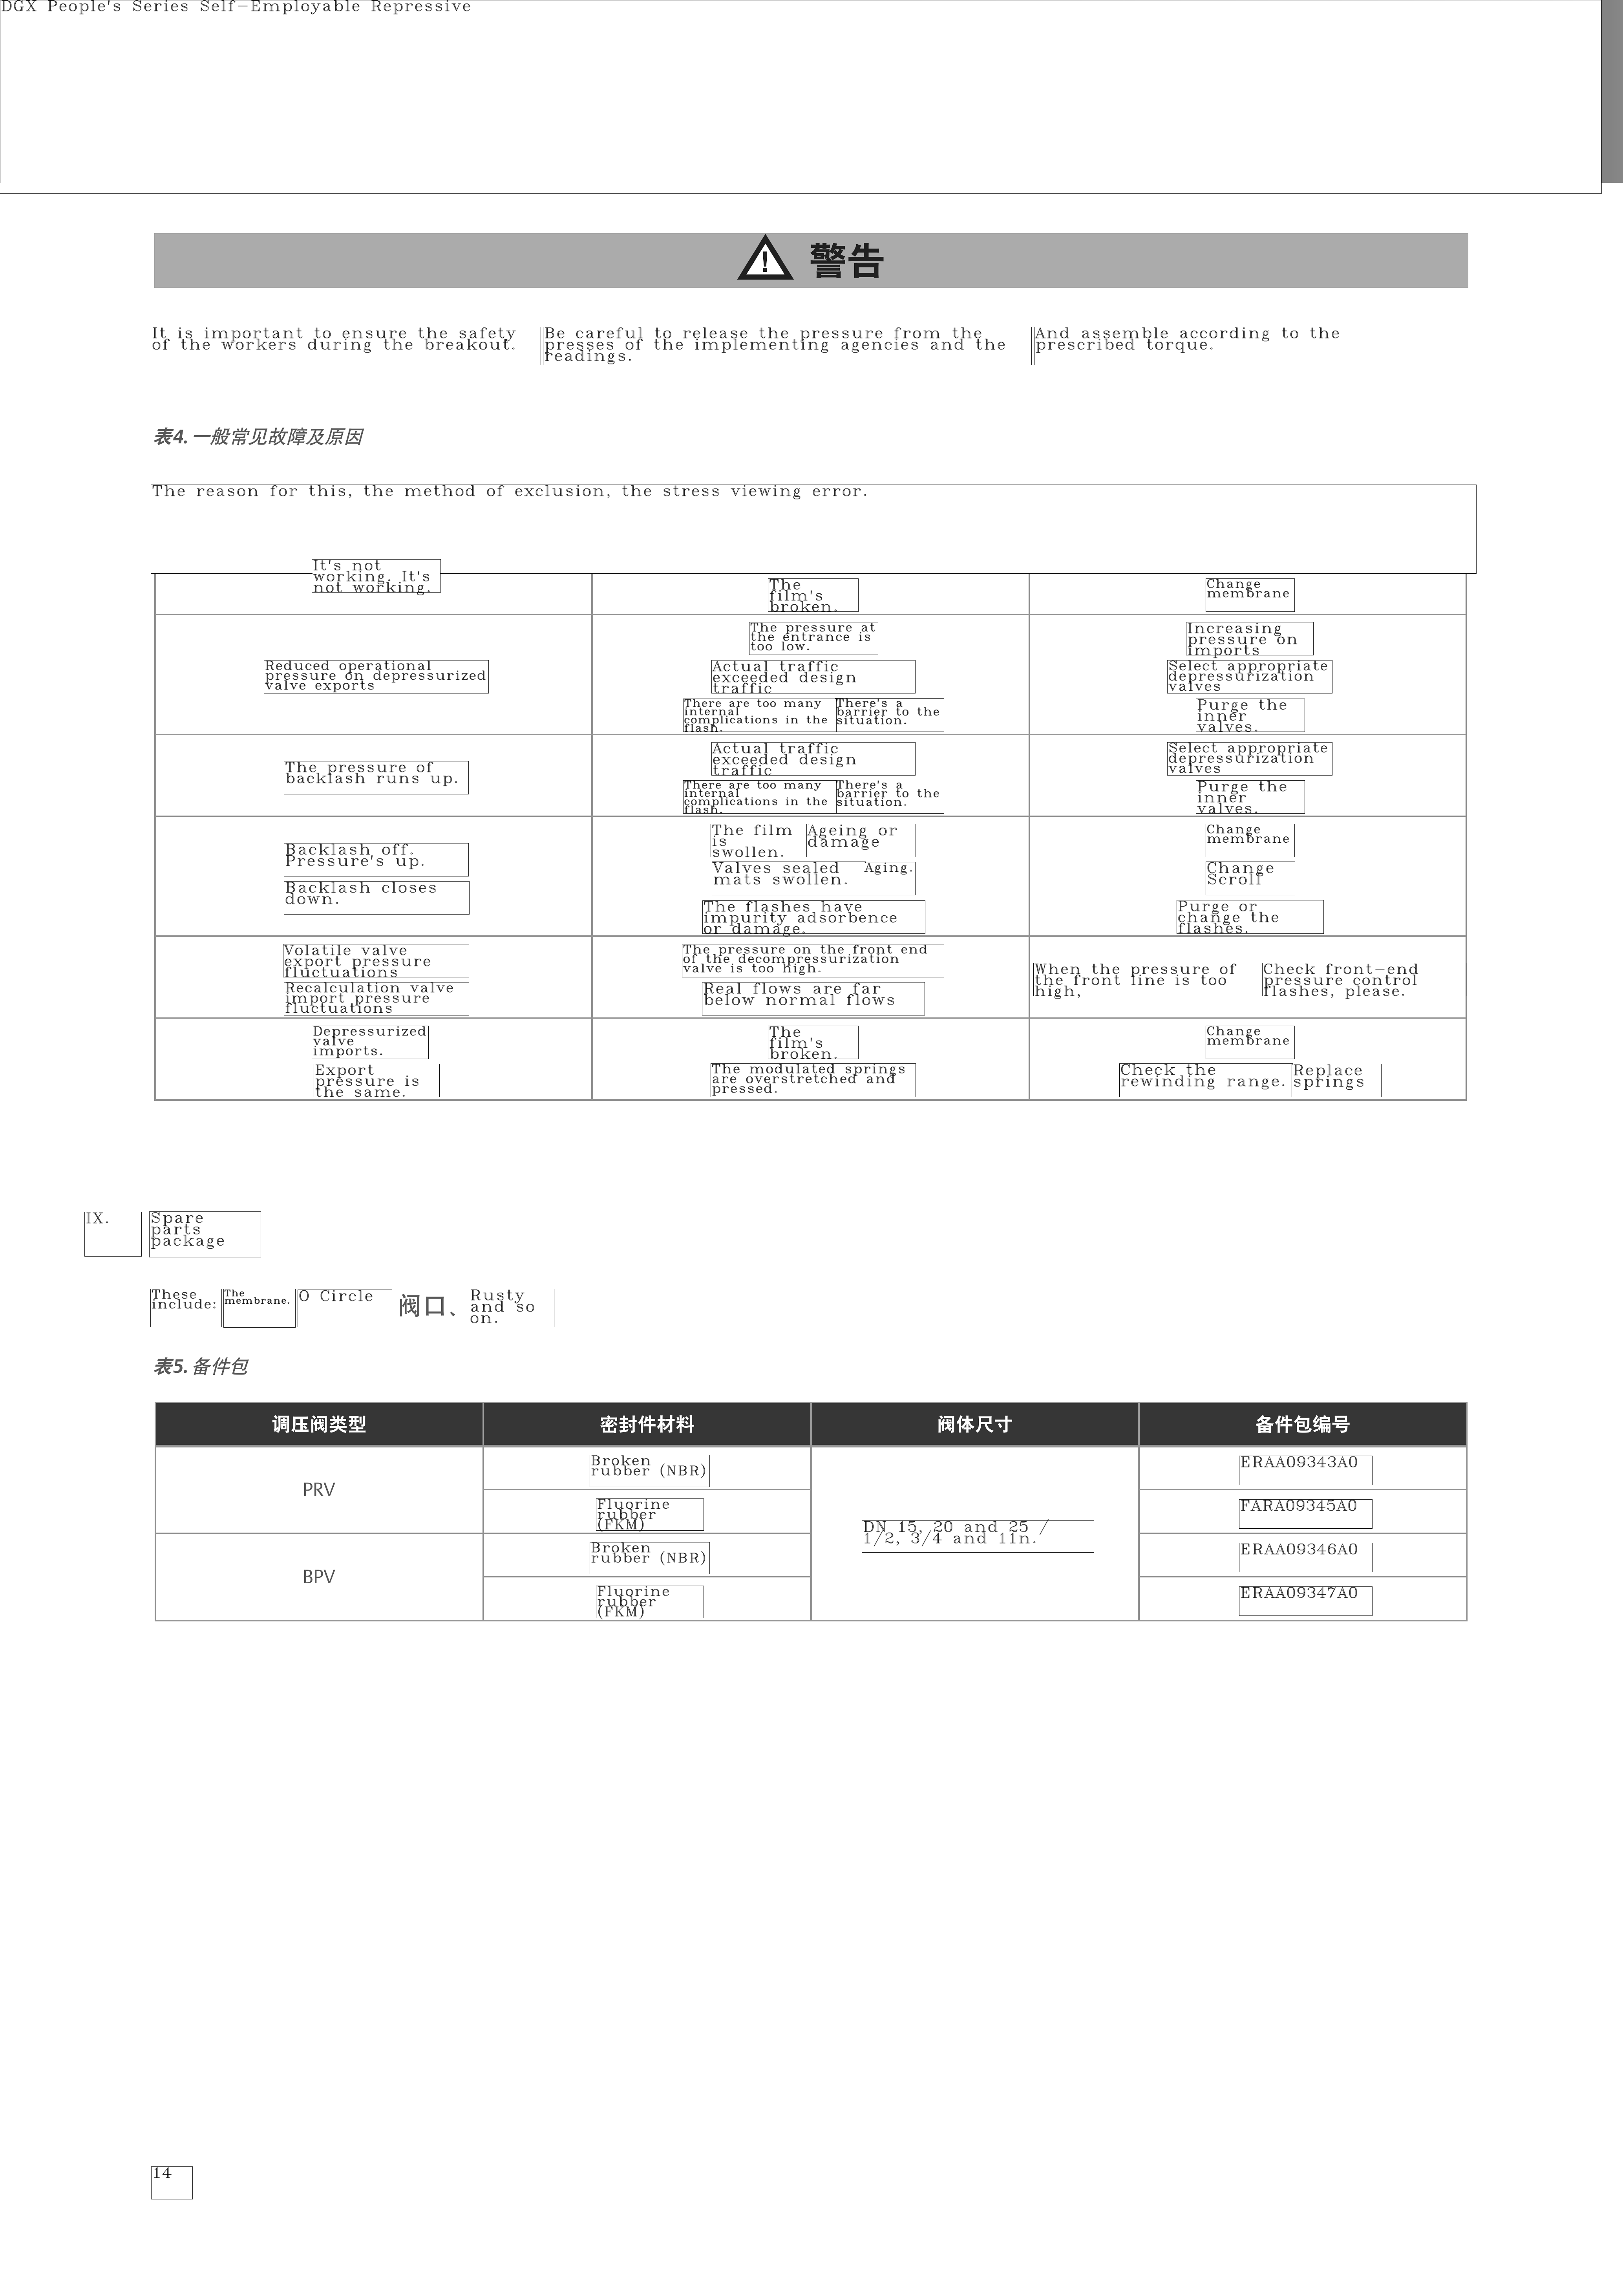 DGX People's Series Self-Employable Repressive
警告
It is important to ensure the safety
of the workers during the breakout.
Be careful to release the pressure from the
presses of the implementing agencies and the
readings.
And assemble according to the
prescribed torque.
表4. 一般常见故障及原因
The reason for this, the method of exclusion, the stress viewing error.
It's not
working. It's
not working.
The
film's
broken.
Change
membrane
Reduced operational
pressure on depressurized
valve exports
The pressure at
the entrance is
too low.
Actual traffic
exceeded design
traffic
There are too many
internal
complications in the
flash.
There's a
barrier to the
situation.
Increasing
pressure on
imports
Select appropriate
depressurization
valves
Purge the
inner
valves.
The pressure of
backlash runs up.
Actual traffic
exceeded design
traffic
There are too many
internal
complications in the
flash.
There's a
barrier to the
situation.
Select appropriate
depressurization
valves
Purge the
inner
valves.
Backlash off.
Pressure's up.
Backlash closes
down.
The film
is
swollen.
Ageing or
damage
Valves sealed
mats swollen.
Aging.
The flashes have
impurity adsorbence
or damage.
Change
membrane
Change
Scroll
Purge or
change the
flashes.
Volatile valve
export pressure
fluctuations
Recalculation valve
import pressure
fluctuations
The pressure on the front end
of the decompressurization
valve is too high.
Real flows are far
below normal flows
When the pressure of
the front line is too
high,
Check front-end
pressure control
flashes, please.
Depressurized
valve
imports.
Export
pressure is
the same.
The
film's
broken.
The modulated springs
are overstretched and
pressed.
Change
membrane
Check the
rewinding range.
Replace
springs
IX.
Spare
parts
package
These
include:
The
membrane.
O Circle
阀口、
Rusty
and so
on.
表5. 备件包
调压阀类型
密封件材料
阀体尺寸
备件包编号
PRV
Broken
rubber (NBR)
DN 15, 20 and 25 /
1/2, 3/4 and 11n.
ERAA09343A0
Fluorine
rubber
(FKM)
FARA09345A0
BPV
Broken
rubber (NBR)
ERAA09346A0
Fluorine
rubber
(FKM)
ERAA09347A0
14